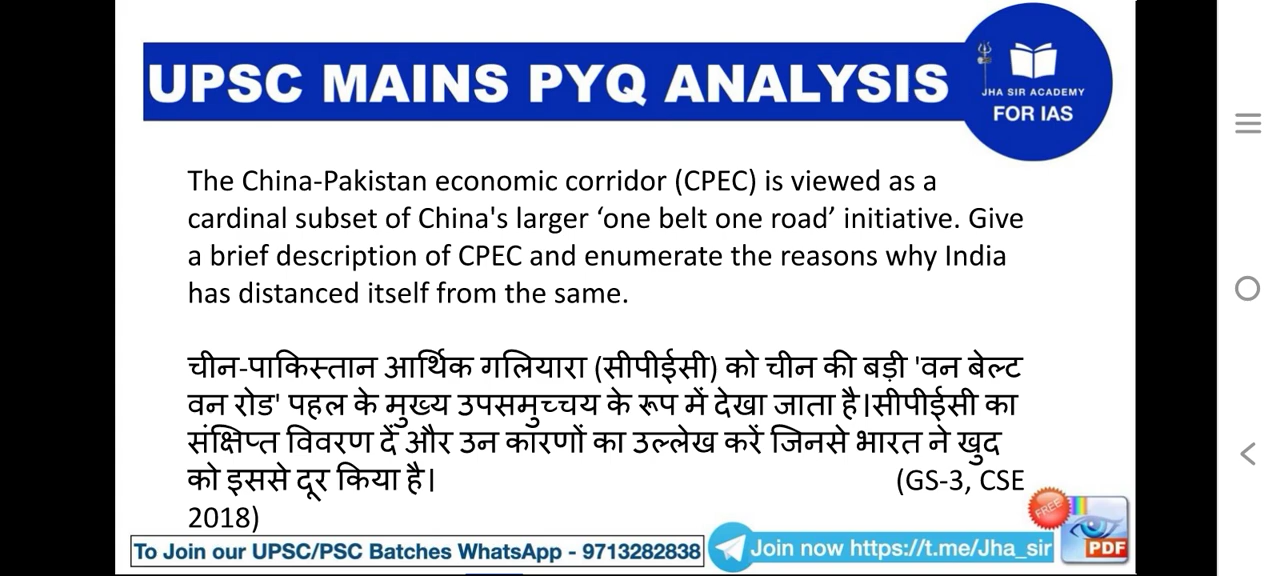 UPSC MAINS PYQ ANALYSIS
JHA SIR ACADEMY
FOR IAS
The China-Pakistan economic corridor (CPEC) is viewed as a
cardinal subset of China's larger ‘one belt one road’ initiative. Give
a brief description of CPEC and enumerate the reasons why India
has distanced itself from the same.
चीन-पाकिस्तान आर्थिक गलियारा (सीपीईसी) को चीन की बड़ी 'वन बेल्ट
वन रोड' पहल के मुख्य उपसमुच्चय के रूप में देखा जाता है।सीपीईसी का
संक्षिप्त विवरण दें और उन कारणों का उल्लेख करें जिनसे भारत ने खुद
को इससे दूर किया है। (GS-3, CSE
2018)
To Join our UPSC/PSC Batches WhatsApp - 9713282838
Join now https://t.me/Jha_sir
FREE
PDF